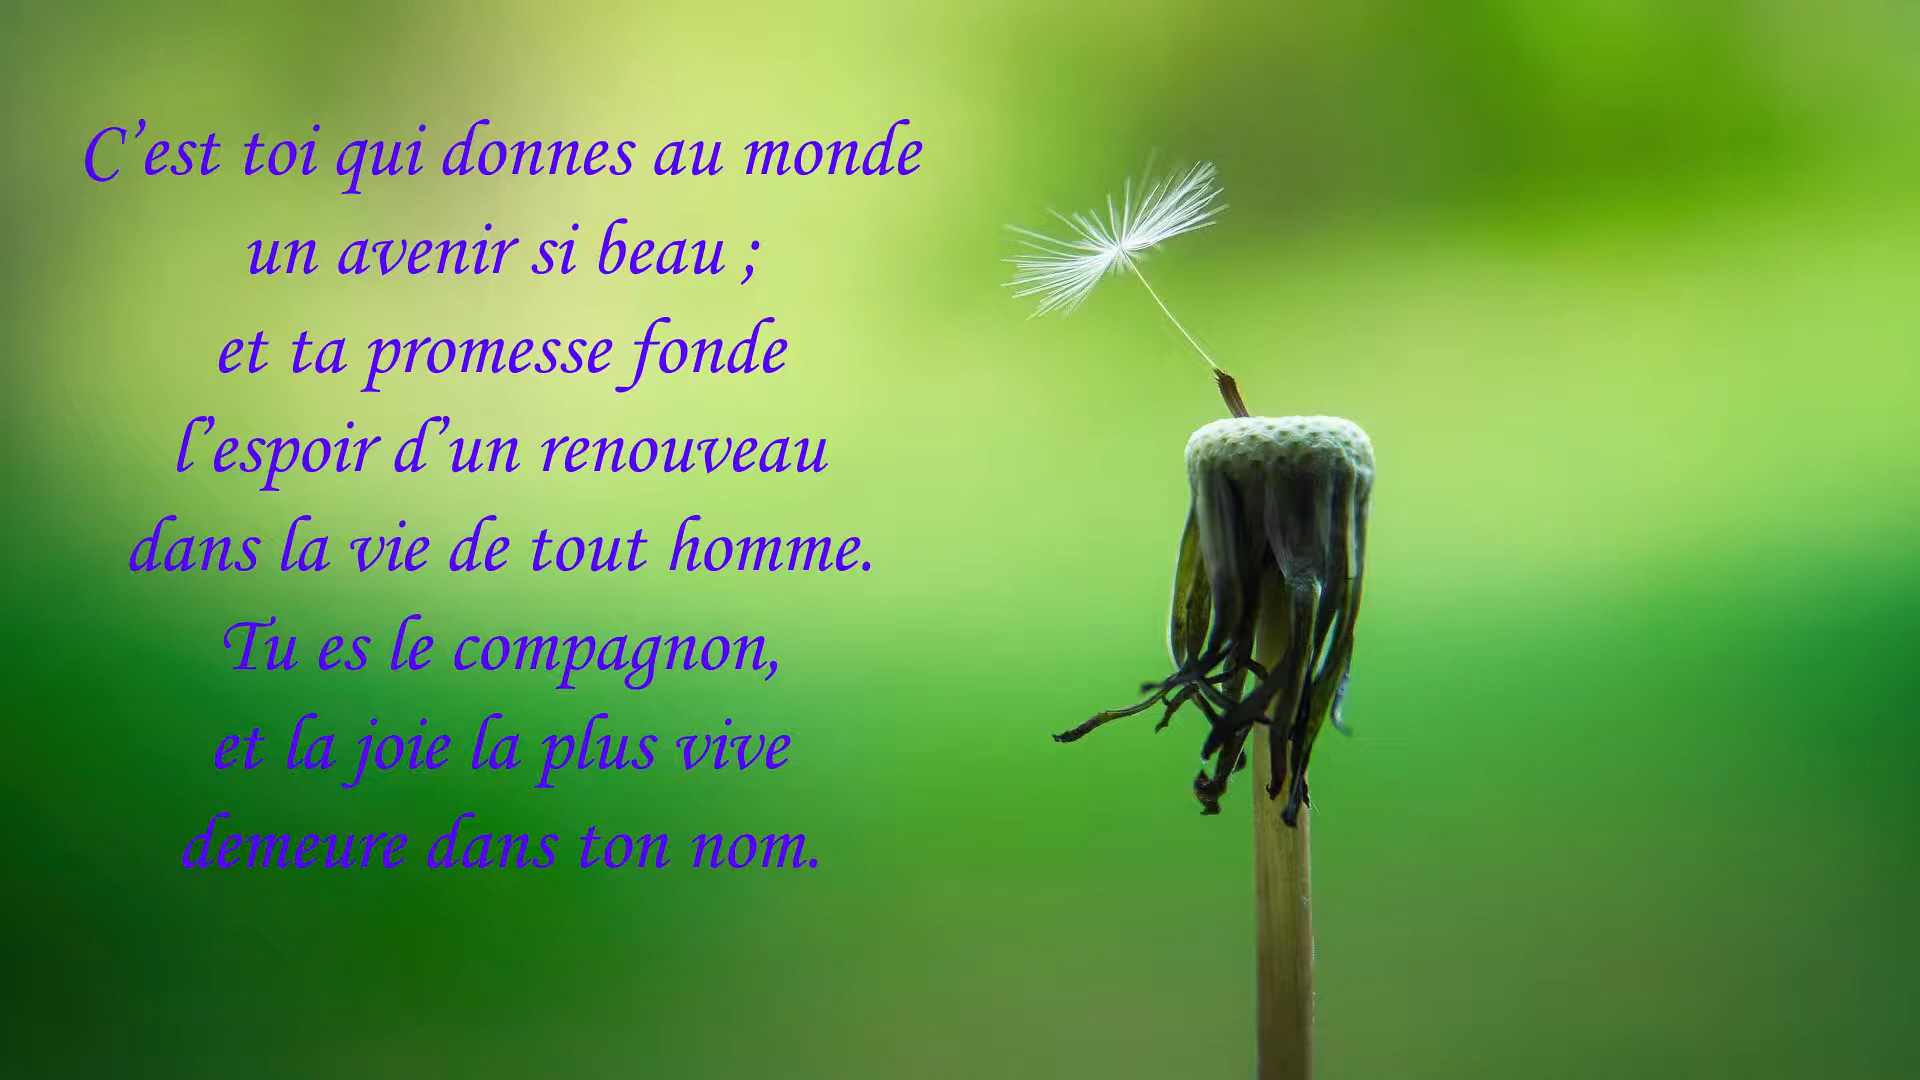 C’est toi qui donnes au monde
un avenir si beau ;
et ta promesse fonde
l’espoir d’un renouveau
dans la vie de tout homme.
Tu es le compagnon,
et la joie la plus vive
demeure dans ton nom.